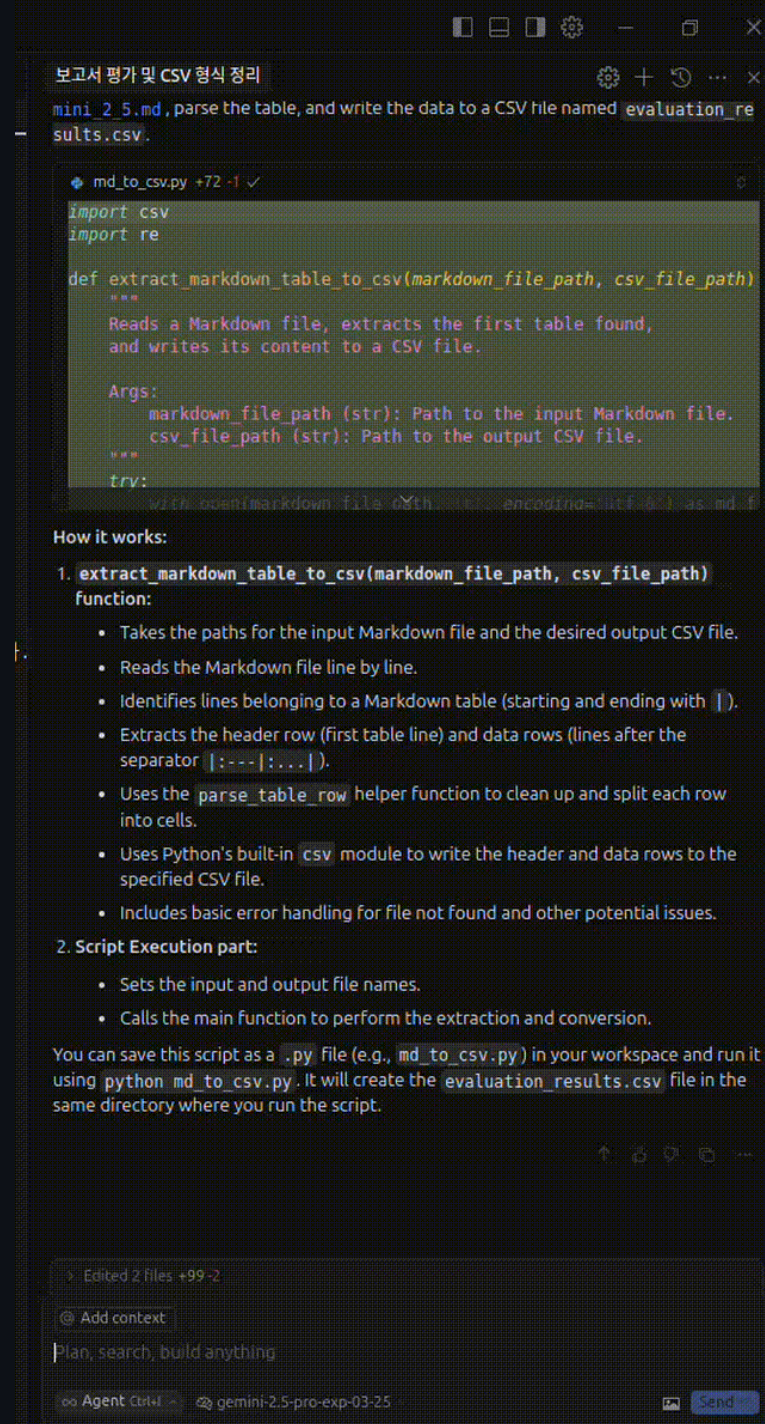 보고서 평가 및 CSV 형식 정리
mini_2_5.md, parse the table, and write the data to a CSV file named evaluation_re
sults.csv.
md_to_csv.py +72 -1
import csv
import re
def extract_markdown_table_to_csv(markdown_file_path, csv_file_path)
"""
Reads a Markdown file, extracts the first table found,
and writes its content to a CSV file.
Args:
markdown_file_path (str): Path to the input Markdown file.
csv_file_path (str): Path to the output CSV file.
"""
try:
with open(markdown_file_path, 'r', encoding='utf-8') as md_f
How it works:
1. extract_markdown_table_to_csv(markdown_file_path, csv_file_path)
function:
• Takes the paths for the input Markdown file and the desired output CSV file.
• Reads the Markdown file line by line.
• Identifies lines belonging to a Markdown table (starting and ending with |).
• Extracts the header row (first table line) and data rows (lines after the
separator |:---|:...|).
• Uses the parse_table_row helper function to clean up and split each row
into cells.
• Uses Python's built-in csv module to write the header and data rows to the
specified CSV file.
• Includes basic error handling for file not found and other potential issues.
2. Script Execution part:
• Sets the input and output file names.
• Calls the main function to perform the extraction and conversion.
You can save this script as a .py file (e.g., md_to_csv.py) in your workspace and run it
using python md_to_csv.py. It will create the evaluation_results.csv file in the
same directory where you run the script.
> Edited 2 files +99 -2
@ Add context
Plan, search, build anything
∞ Agent Ctrl+I gemini-2.5-pro-exp-03-25 Send